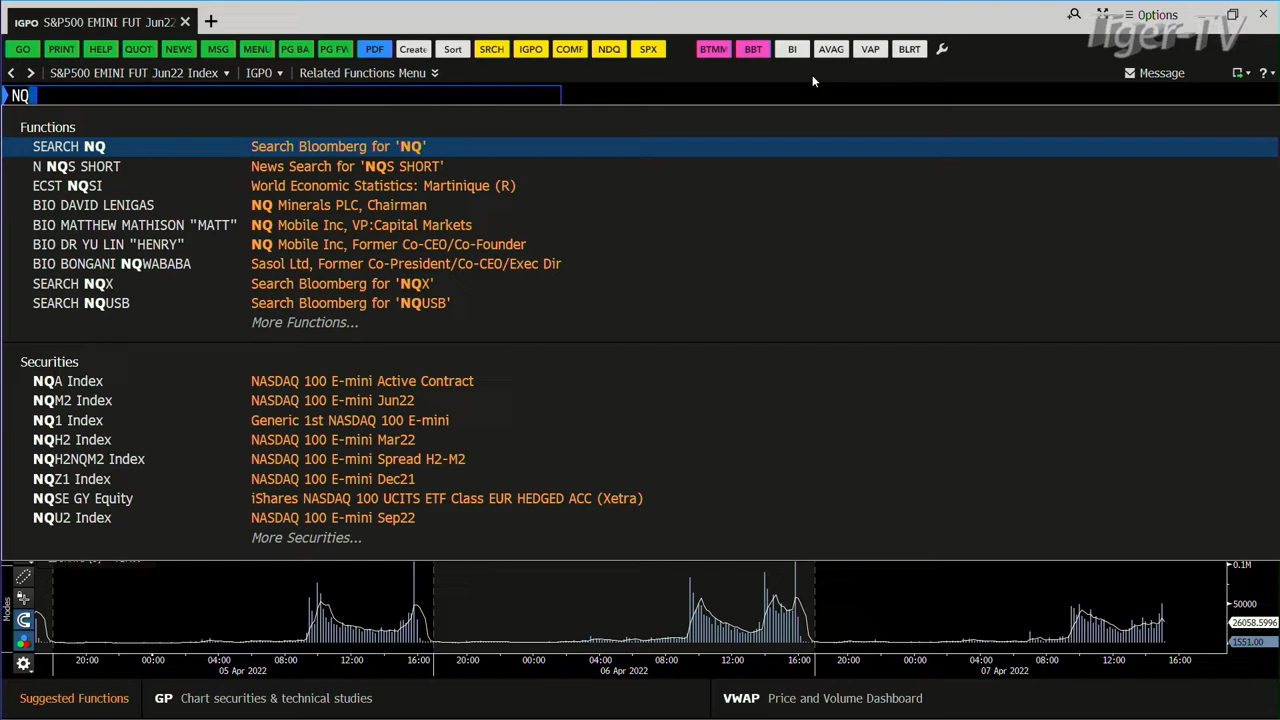 IGPO S&P500 EMINI FUT Jun22
Options
Tiger-TV
GO PRINT HELP QUOT NEWS MSG MENU PG BA PG FW PDF Create Sort SRCH IGPO COMF NDQ SPX BTMM BBT BI AVAG VAP BLRT
S&P500 EMINI FUT Jun22 Index IGPO Related Functions Menu Message ?
NQ
Functions
SEARCH NQ Search Bloomberg for 'NQ'
N NQS SHORT News Search for 'NQS SHORT'
ECST NQSI World Economic Statistics: Martinique (R)
BIO DAVID LENIGAS NQ Minerals PLC, Chairman
BIO MATTHEW MATHISON "MATT" NQ Mobile Inc, VP:Capital Markets
BIO DR YU LIN "HENRY" NQ Mobile Inc, Former Co-CEO/Co-Founder
BIO BONGANI NQWABABA Sasol Ltd, Former Co-President/Co-CEO/Exec Dir
SEARCH NQX Search Bloomberg for 'NQX'
SEARCH NQUSB Search Bloomberg for 'NQUSB'
More Functions...
Securities
NQA Index NASDAQ 100 E-mini Active Contract
NQM2 Index NASDAQ 100 E-mini Jun22
NQ1 Index Generic 1st NASDAQ 100 E-mini
NQH2 Index NASDAQ 100 E-mini Mar22
NQH2NQM2 Index NASDAQ 100 E-mini Spread H2-M2
NQZ1 Index NASDAQ 100 E-mini Dec21
NQSE GY Equity iShares NASDAQ 100 UCITS ETF Class EUR HEDGED ACC (Xetra)
NQU2 Index NASDAQ 100 E-mini Sep22
More Securities...
0.1M
50000
26058.5996
1551.00
Modes
20:00 00:00 04:00 08:00 12:00 16:00 20:00 00:00 04:00 08:00 12:00 16:00 20:00 00:00 04:00 08:00 12:00 16:00
05 Apr 2022 06 Apr 2022 07 Apr 2022
Suggested Functions GP Chart securities & technical studies VWAP Price and Volume Dashboard